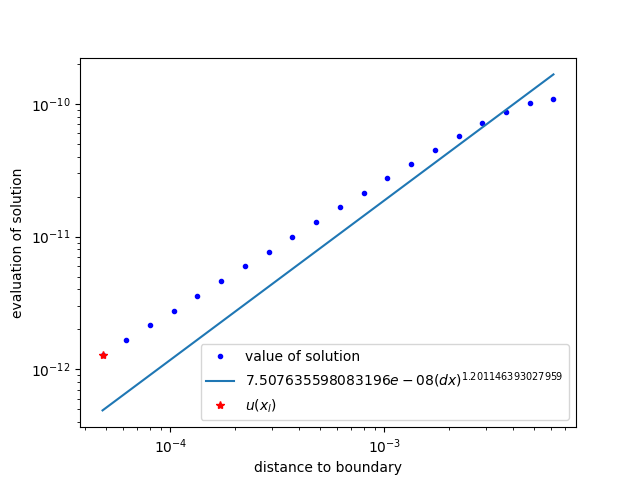 10⁻¹⁰
10⁻¹¹
10⁻¹²
evaluation of solution
value of solution
7.507635598083196e − 08(dx)¹·²⁰¹¹⁴⁶³⁹³⁰²⁷⁹⁵⁹
u(xₗ)
10⁻⁴
10⁻³
distance to boundary